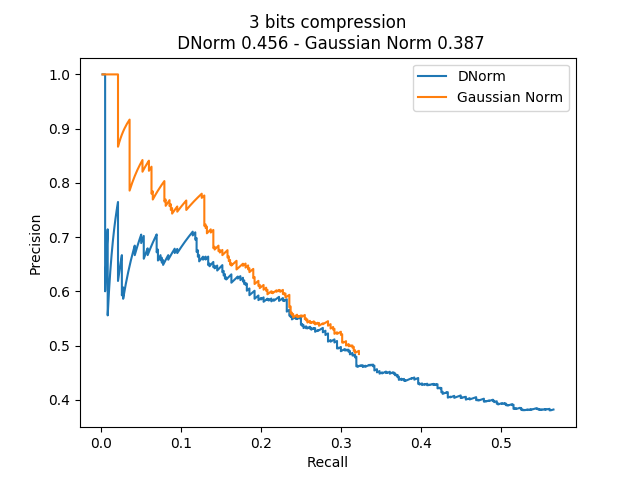 3 bits compression
DNorm 0.456 - Gaussian Norm 0.387
DNorm
Gaussian Norm
Precision
1.0
0.9
0.8
0.7
0.6
0.5
0.4
0.0 0.1 0.2 0.3 0.4 0.5
Recall